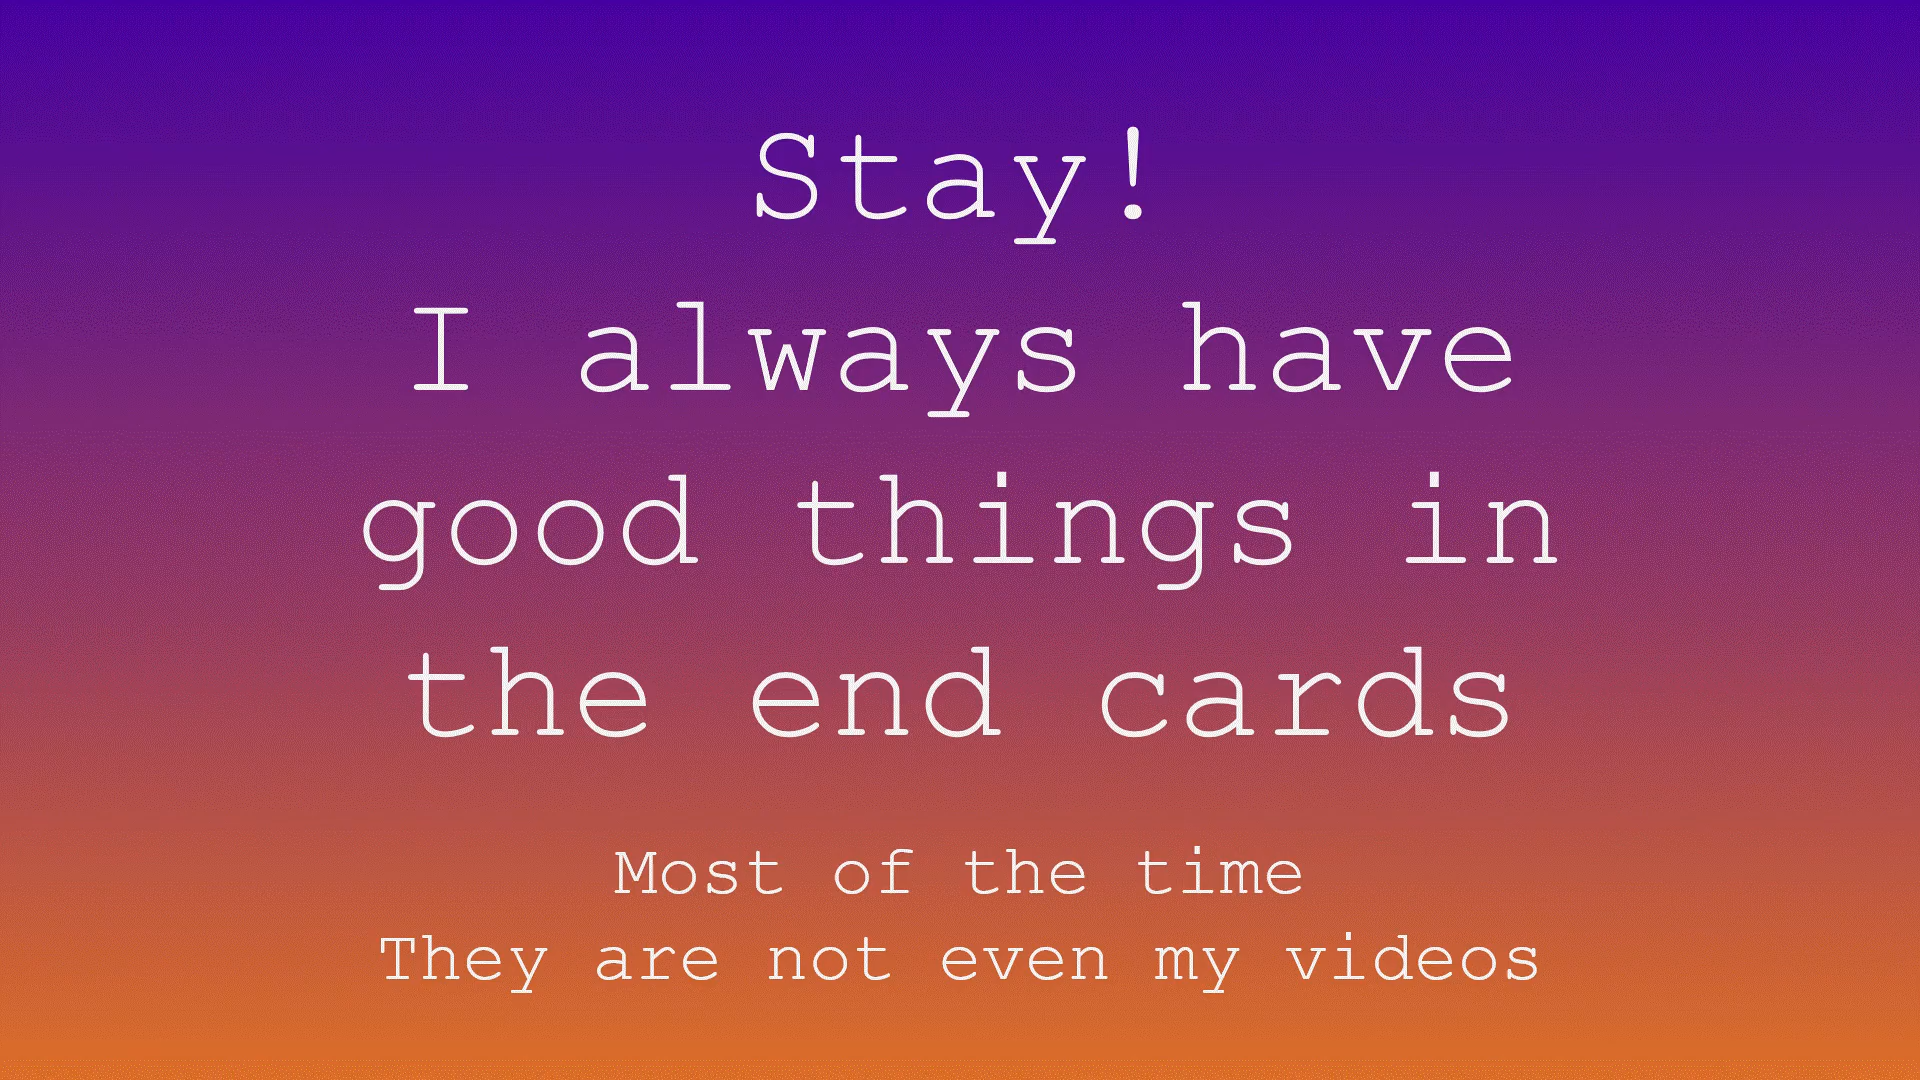 Stay!
I always have
good things in
the end cards
Most of the time
They are not even my videos